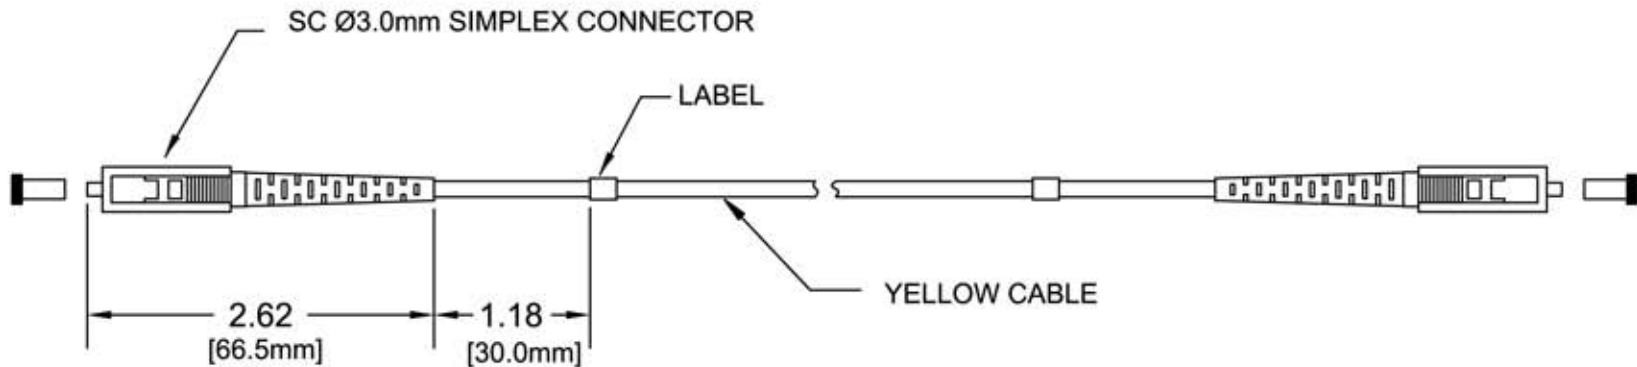 SC Ø3.0mm SIMPLEX CONNECTOR
LABEL
YELLOW CABLE
2.62
[66.5mm]
1.18
[30.0mm]